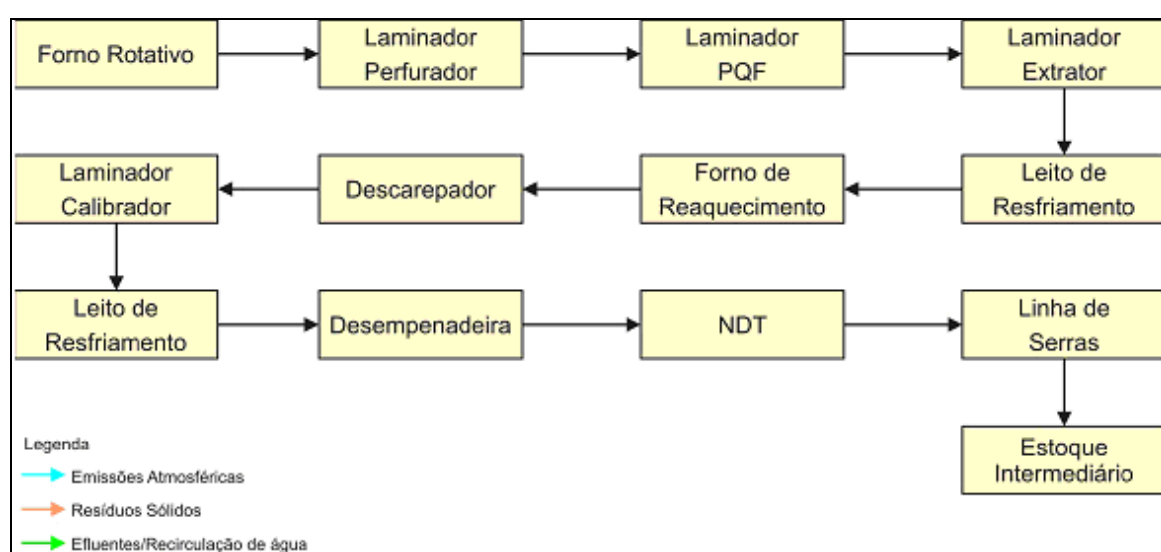 Forno Rotativo
Laminador
Perfurador
Laminador
PQF
Laminador
Extrator
Laminador
Calibrador
Descarepador
Forno de
Reaquecimento
Leito de
Resfriamento
Leito de
Resfriamento
Desempenadeira
NDT
Linha de
Serras
Estoque
Intermediário
Legenda
Emissões Atmosféricas
Resíduos Sólidos
Efluentes/Recirculação de água